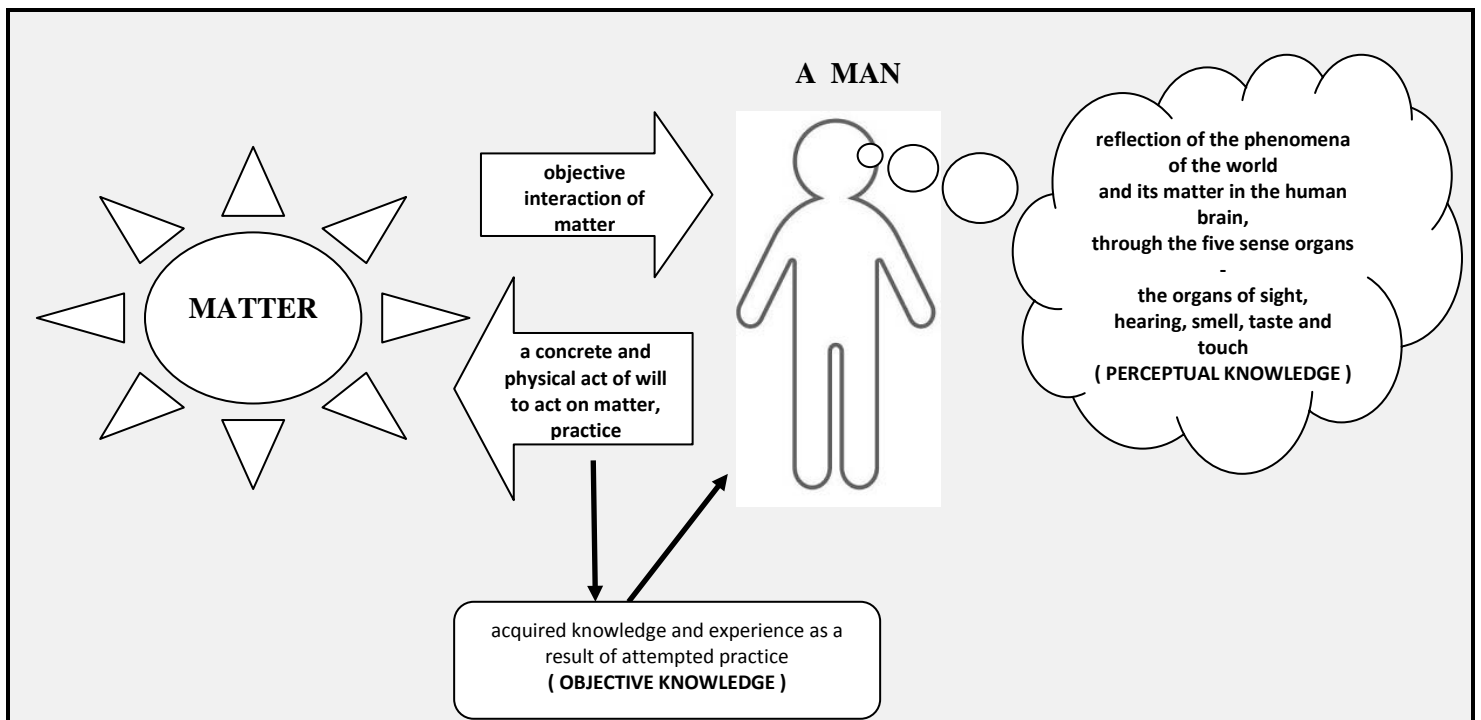 A MAN
MATTER
objective
interaction of
matter
a concrete and
physical act of will
to act on matter,
practice
reflection of the phenomena
of the world
and its matter in the human
brain,
through the five sense organs
-
the organs of sight,
hearing, smell, taste and
touch
( PERCEPTUAL KNOWLEDGE )
acquired knowledge and experience as a
result of attempted practice
( OBJECTIVE KNOWLEDGE )